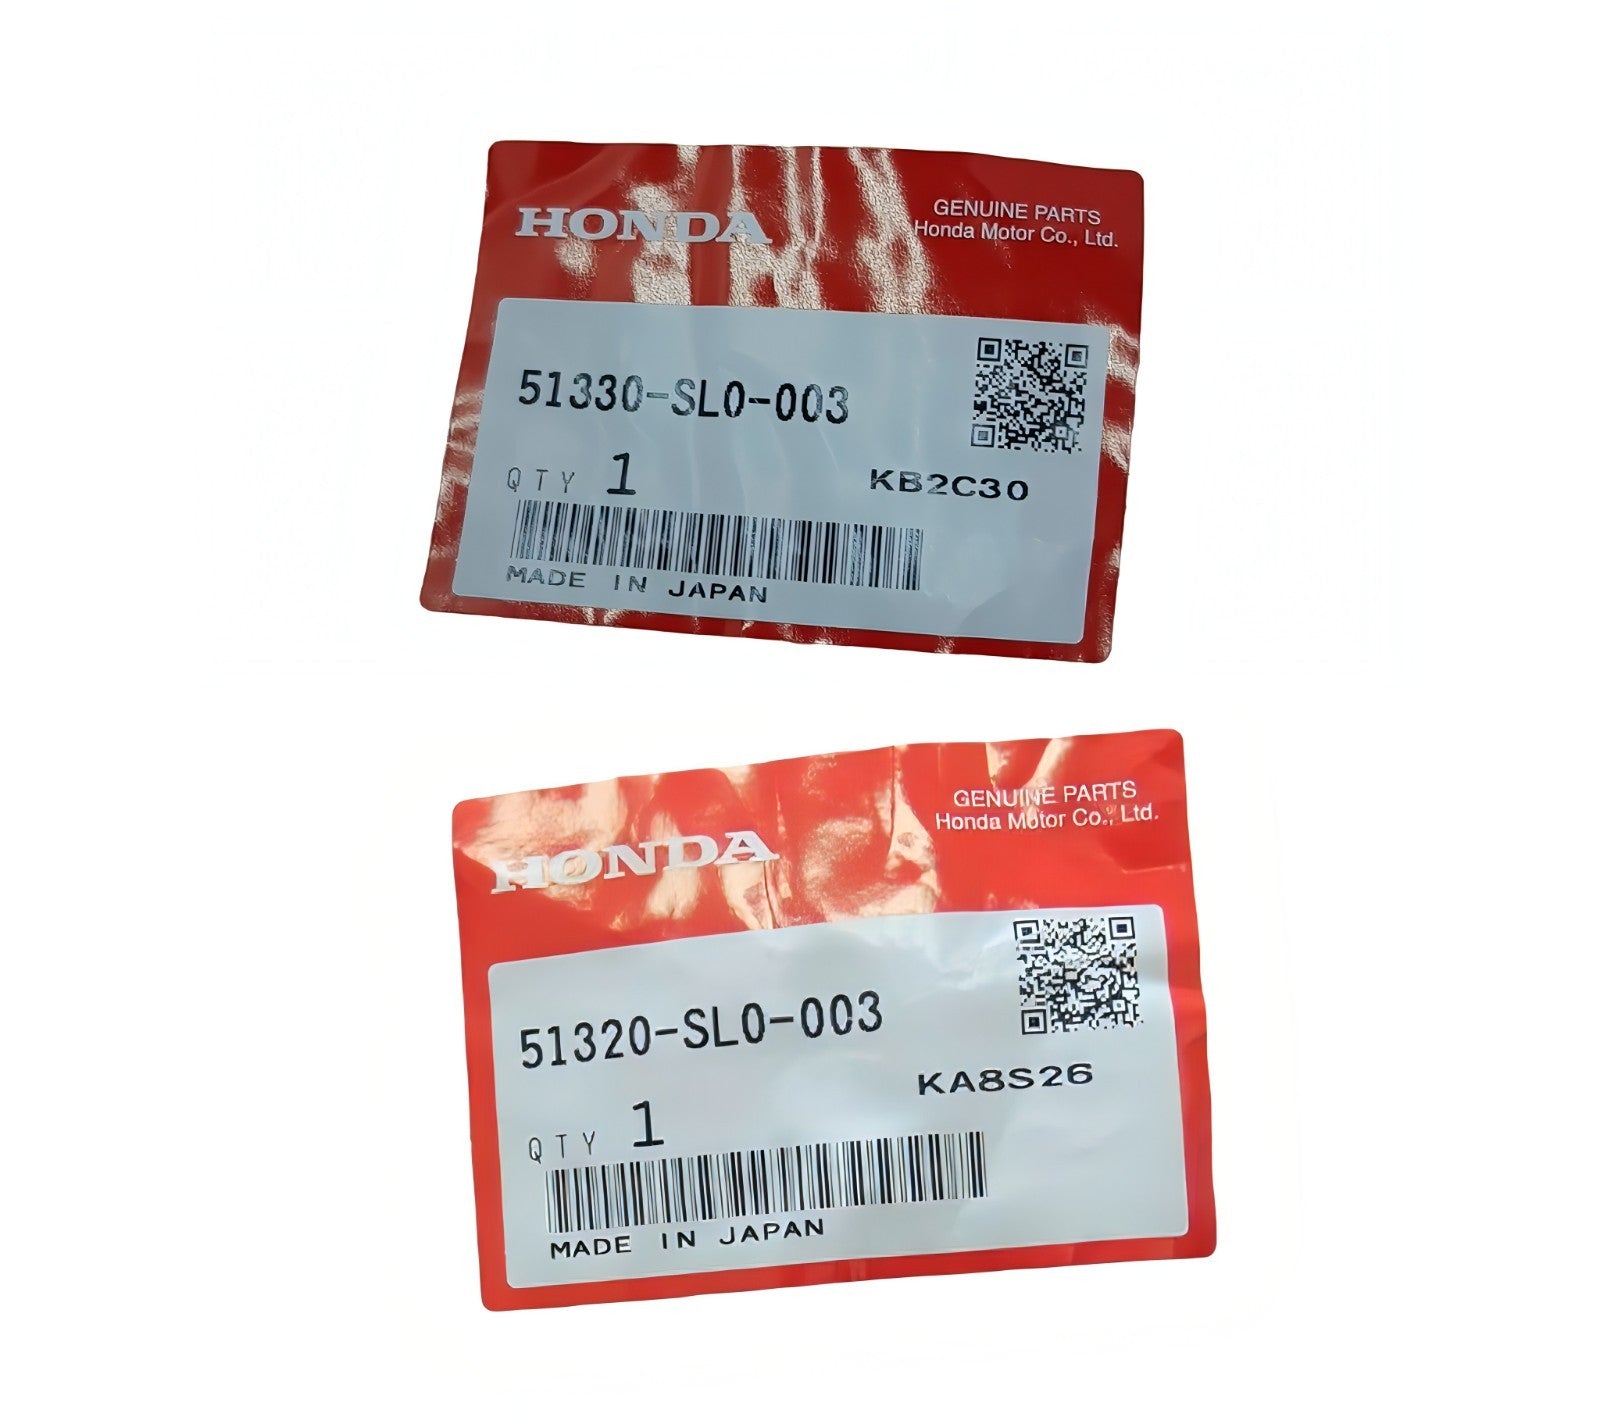 HONDA
GENUINE PARTS
Honda Motor Co., Ltd.
51330-SL0-003
QTY 1
KB2C30
MADE IN JAPAN
HONDA
GENUINE PARTS
Honda Motor Co., Ltd.
51320-SL0-003
KA8S26
QTY 1
MADE IN JAPAN